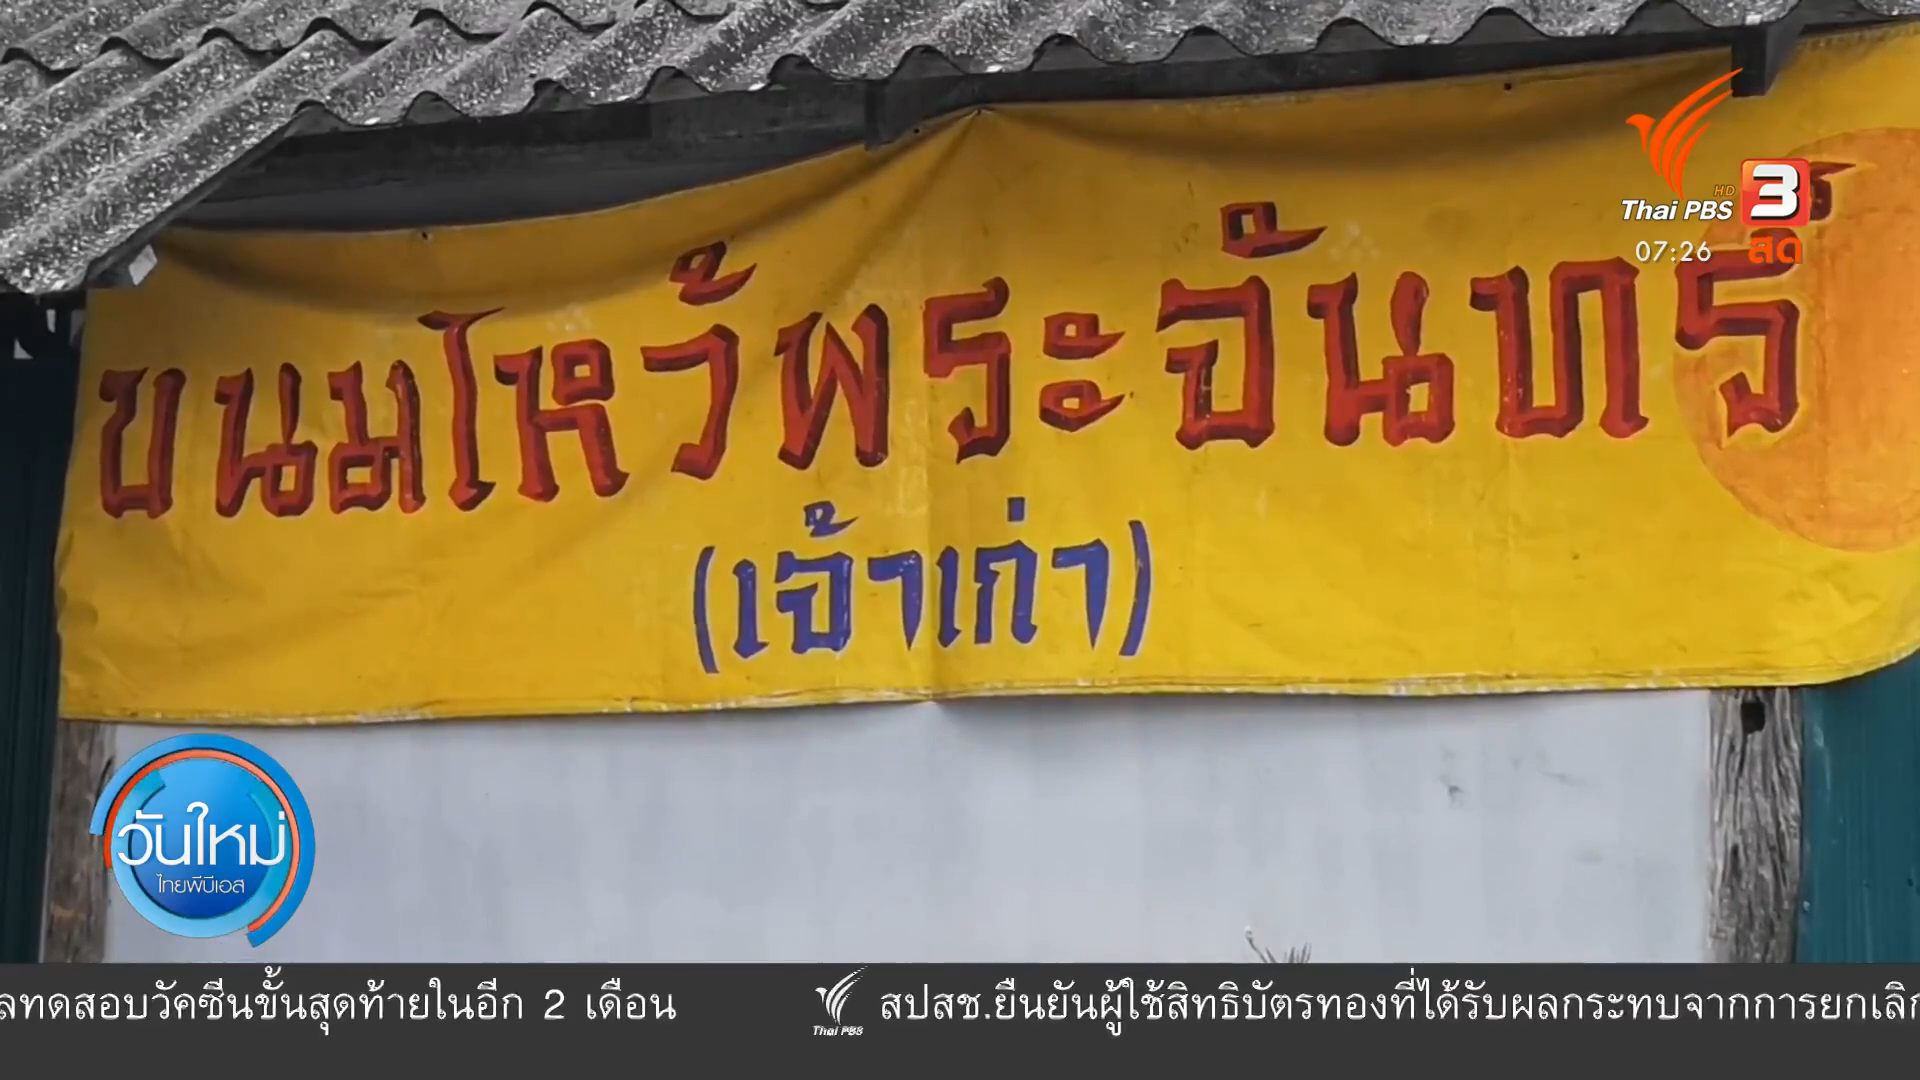 ขนมไหว้พระจันทร์
(เจ้าเก่า)
HD
Thai PBS 3
07:26 สด
วันใหม่
ไทยพีบีเอส
ลทดสอบวัคซีนขั้นสุดท้ายในอีก 2 เดือน
Thai PBS
สปสช.ยืนยันผู้ใช้สิทธิบัตรทองที่ได้รับผลกระทบจากการยกเลิก